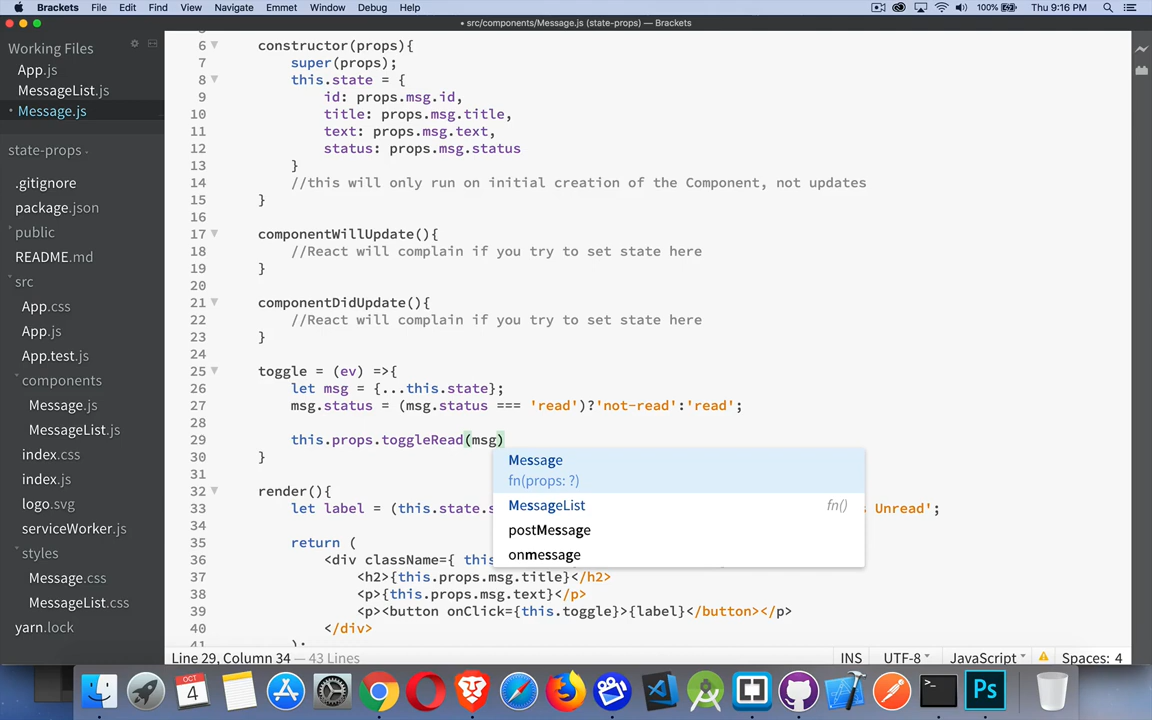 Brackets File Edit View Navigate Emmet Window Debug Help 100% Thu 9:16 PM
• src/components/Message.js (state-props) — Brackets
Working Files
App.js
MessageList.js
• Message.js
state-props
.gitignore
package.json
public
README.md
src
App.css
App.js
App.test.js
components
Message.js
MessageList.js
index.css
index.js
logo.svg
serviceWorker.js
styles
Message.css
MessageList.css
yarn.lock
6 constructor(props){
7 super(props);
8 this.state = {
9 id: props.msg.id,
10 title: props.msg.title,
11 text: props.msg.text,
12 status: props.msg.status
13 }
14 //this will only run on initial creation of the Component, not updates
15 }
16
17 componentWillUpdate(){
18 //React will complain if you try to set state here
19 }
20
21 componentDidUpdate(){
22 //React will complain if you try to set state here
23 }
24
25 toggle = (ev) =>{
26 let msg = {...this.state};
27 msg.status = (msg.status === 'read')?'not-read':'read';
28
29 this.props.toggleRead(msg)
30 }
31
32 render(){
33 let label = (this.state.s Unread';
34
35 return (
36 <div className={ this
37 <h2>{this.props.msg.title}</h2>
38 <p>{this.props.msg.text}</p>
39 <p><button onClick={this.toggle}>{label}</button></p>
40 </div>
41 );
Message
fn(props: ?)
MessageList fn()
postMessage
onmessage
Line 29, Column 34 — 43 Lines INS UTF-8 JavaScript Spaces: 4
OCT
4
>_
Ps